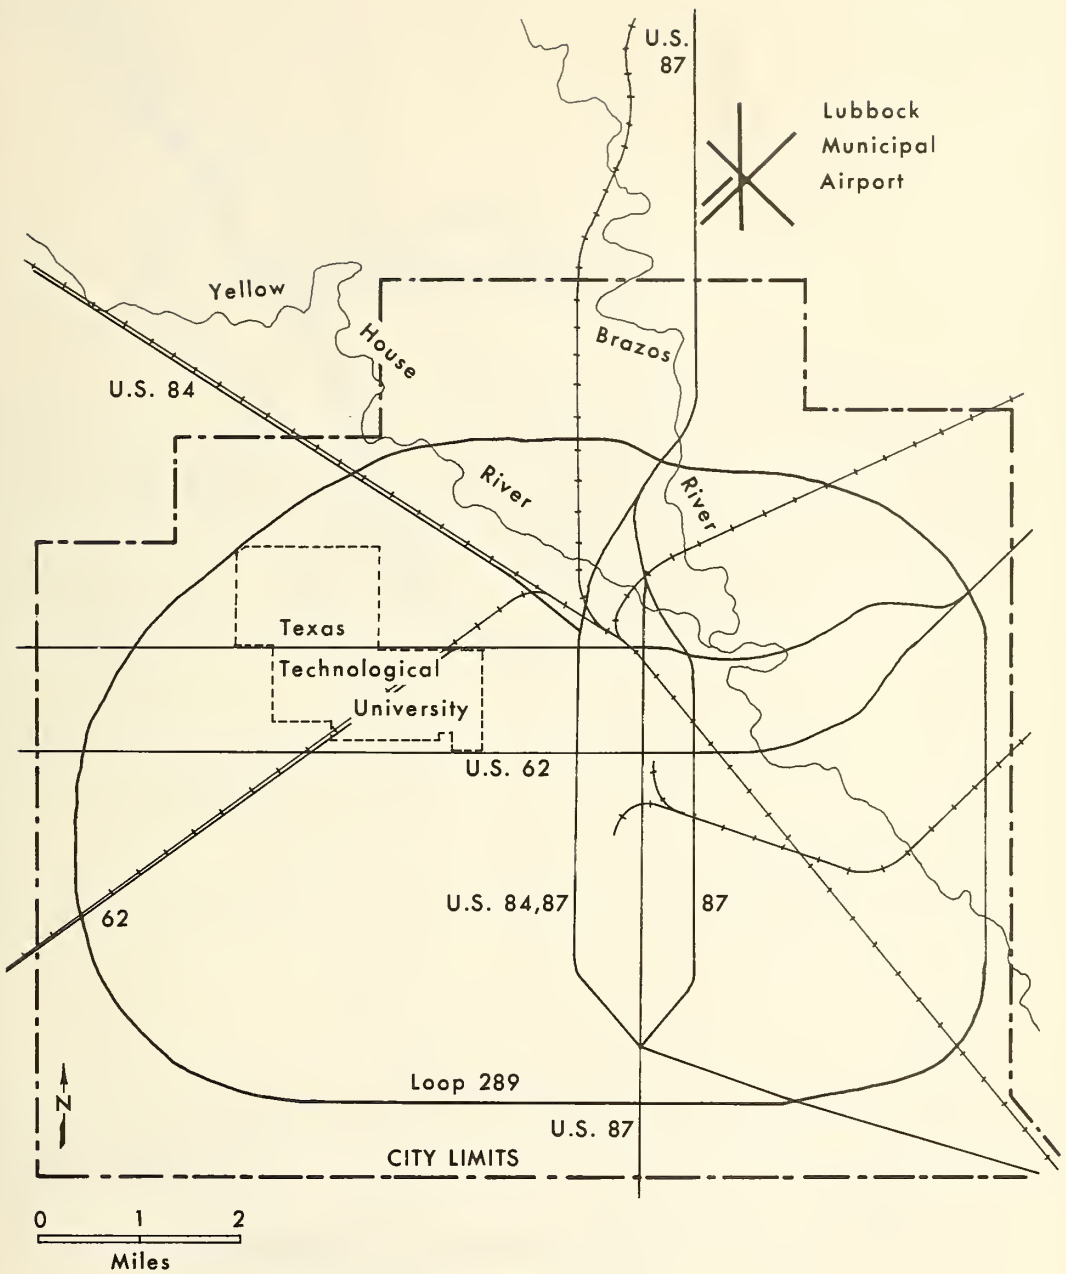 U.S.
87
Lubbock
Municipal
Airport
Yellow
House
Brazos
U.S. 84
River
River
Texas
Technological
University
U.S. 62
U.S. 84,87
87
62
N
Loop 289
U.S. 87
CITY LIMITS
0 1 2
Miles